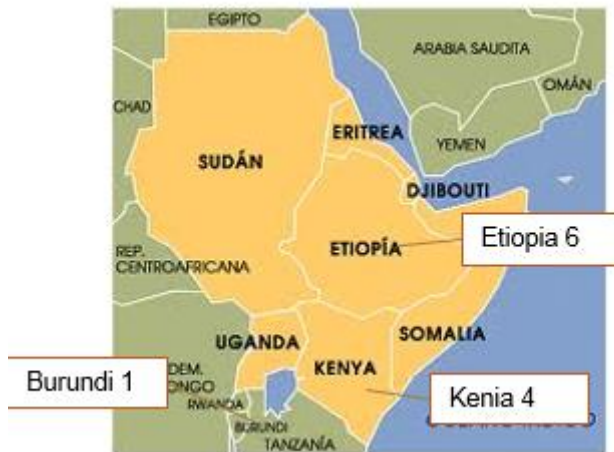 EGIPTO
ARABIA SAUDITA
OMÁN
CHAD
ERITREA
YEMEN
SUDÁN
DJIBOUTI
Etiopia 6
ETIOPÍA
REP.
CENTROAFRICANA
SOMALIA
UGANDA
DEM.
ONGO
KENYA
Burundi 1
Kenia 4
RWANDA
BURUNDI
TANZANÍA